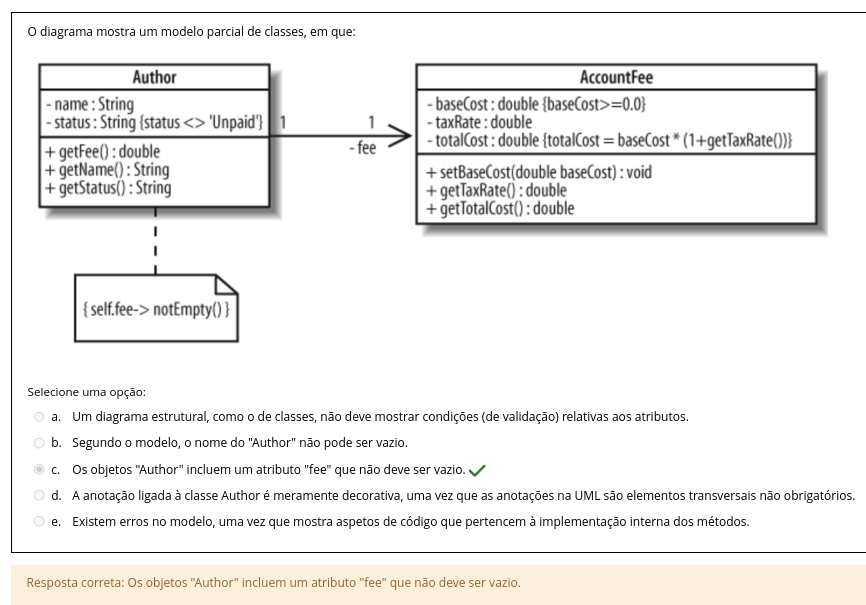 O diagrama mostra um modelo parcial de classes, em que:
Author
- name : String
- status : String {status <> 'Unpaid'}
+ getFee() : double
+ getName() : String
+ getStatus() : String
1
1
- fee
AccountFee
- baseCost : double {baseCost>=0.0}
- taxRate : double
- totalCost : double {totalCost = baseCost * (1+getTaxRate())}
+ setBaseCost(double baseCost) : void
+ getTaxRate() : double
+ getTotalCost() : double
{ self.fee-> notEmpty() }
Selecione uma opção:
a. Um diagrama estrutural, como o de classes, não deve mostrar condições (de validação) relativas aos atributos.
b. Segundo o modelo, o nome do "Author" não pode ser vazio.
c. Os objetos "Author" incluem um atributo "fee" que não deve ser vazio.
d. A anotação ligada à classe Author é meramente decorativa, uma vez que as anotações na UML são elementos transversais não obrigatórios.
e. Existem erros no modelo, uma vez que mostra aspetos de código que pertencem à implementação interna dos métodos.
Resposta correta: Os objetos "Author" incluem um atributo "fee" que não deve ser vazio.